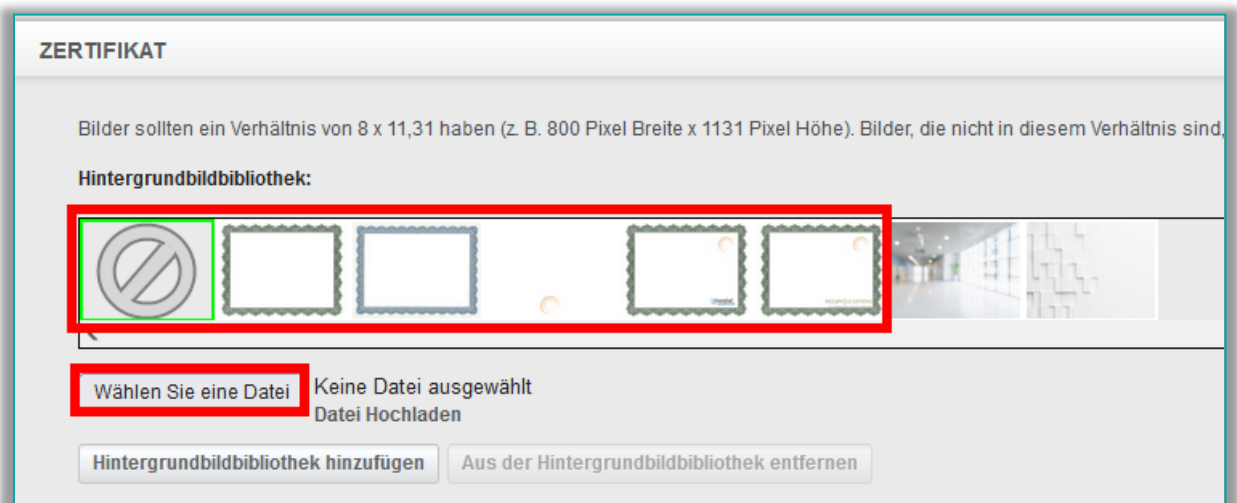 ZERTIFIKAT
Bilder sollten ein Verhältnis von 8 x 11,31 haben (z. B. 800 Pixel Breite x 1131 Pixel Höhe). Bilder, die nicht in diesem Verhältnis sind,
Hintergrundbildbibliothek:
Wählen Sie eine Datei
Keine Datei ausgewählt
Datei Hochladen
Hintergrundbildbibliothek hinzufügen
Aus der Hintergrundbildbibliothek entfernen